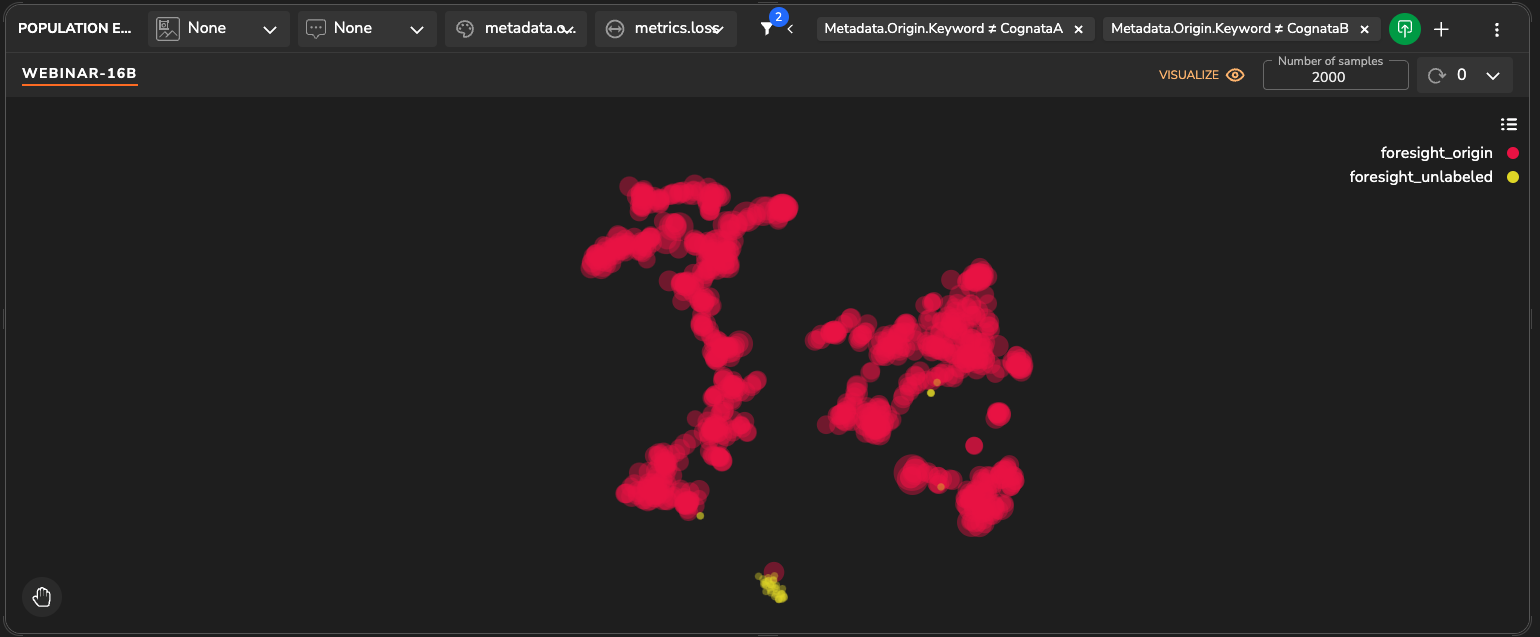 POPULATION E...
None
None
metadata.o..
metrics.loss
2
Metadata.Origin.Keyword ≠ CognataA ×
Metadata.Origin.Keyword ≠ CognataB ×
WEBINAR-16B
VISUALIZE
Number of samples
2000
0
foresight_origin
foresight_unlabeled